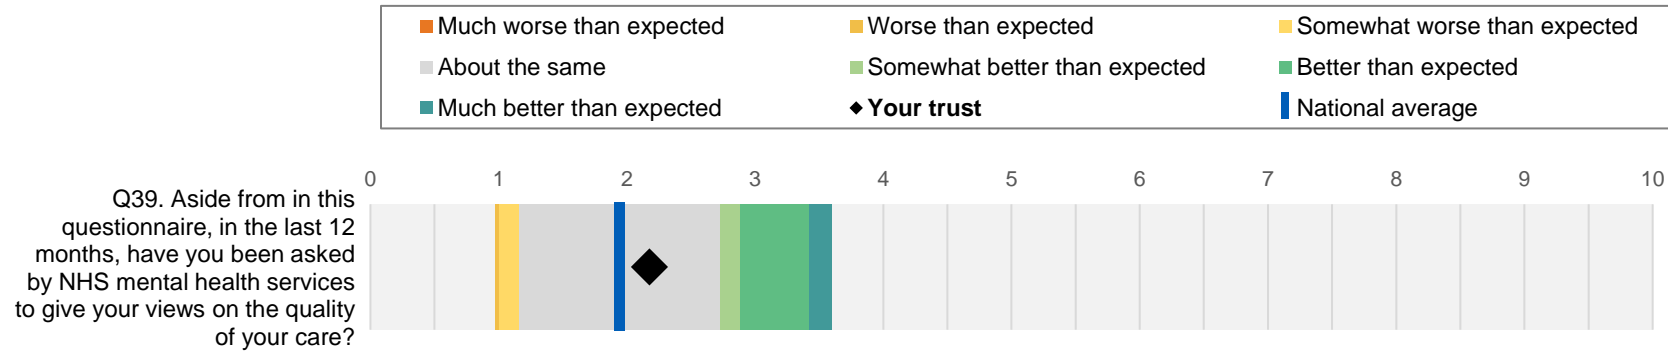 Much worse than expected
Worse than expected
Somewhat worse than expected
About the same
Somewhat better than expected
Better than expected
Much better than expected
Your trust
National average
0 1 2 3 4 5 6 7 8 9 10
Q39. Aside from in this
questionnaire, in the last 12
months, have you been asked
by NHS mental health services
to give your views on the quality
of your care?